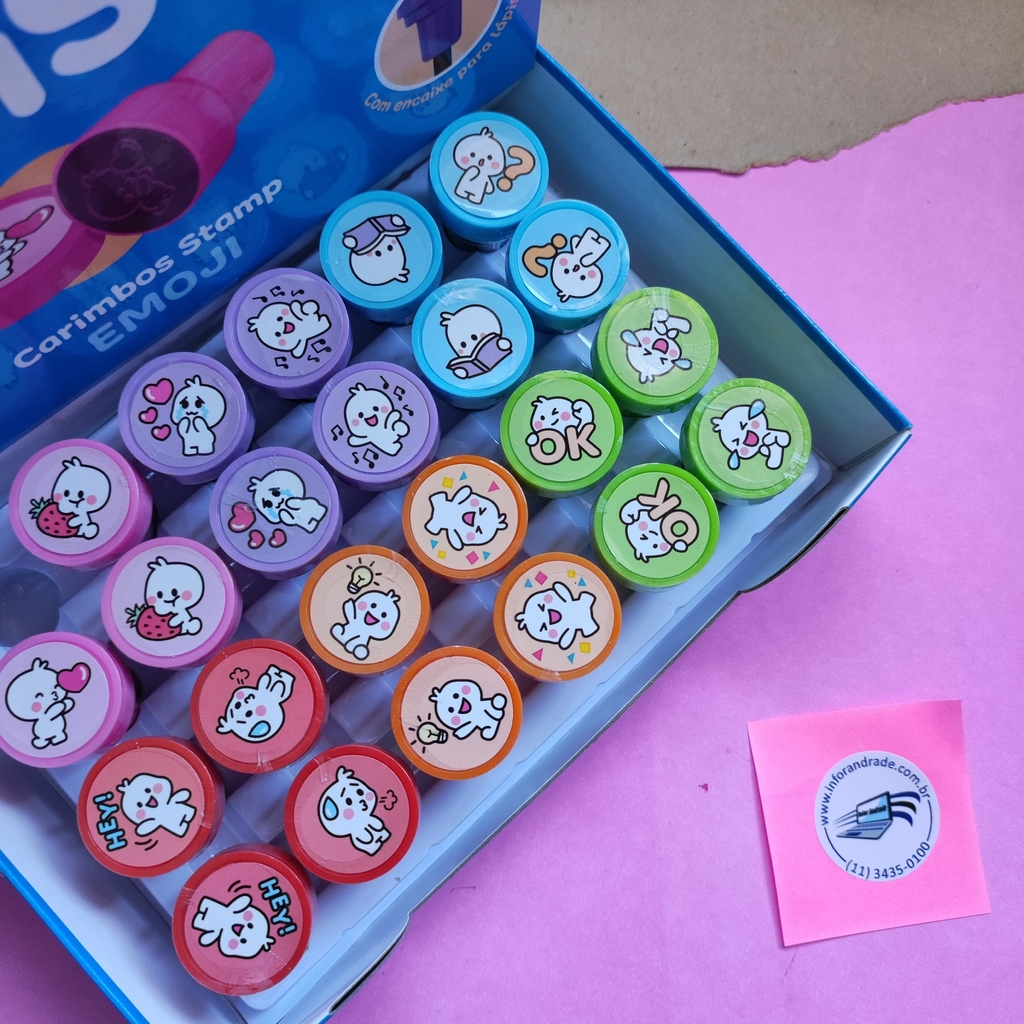 Com encaixe para lápis
Carimbos Stamp
EMOJI
?
?
OK
OK
HEY!
HEY!
www.inforandrade.com.br
(11) 3435-0100